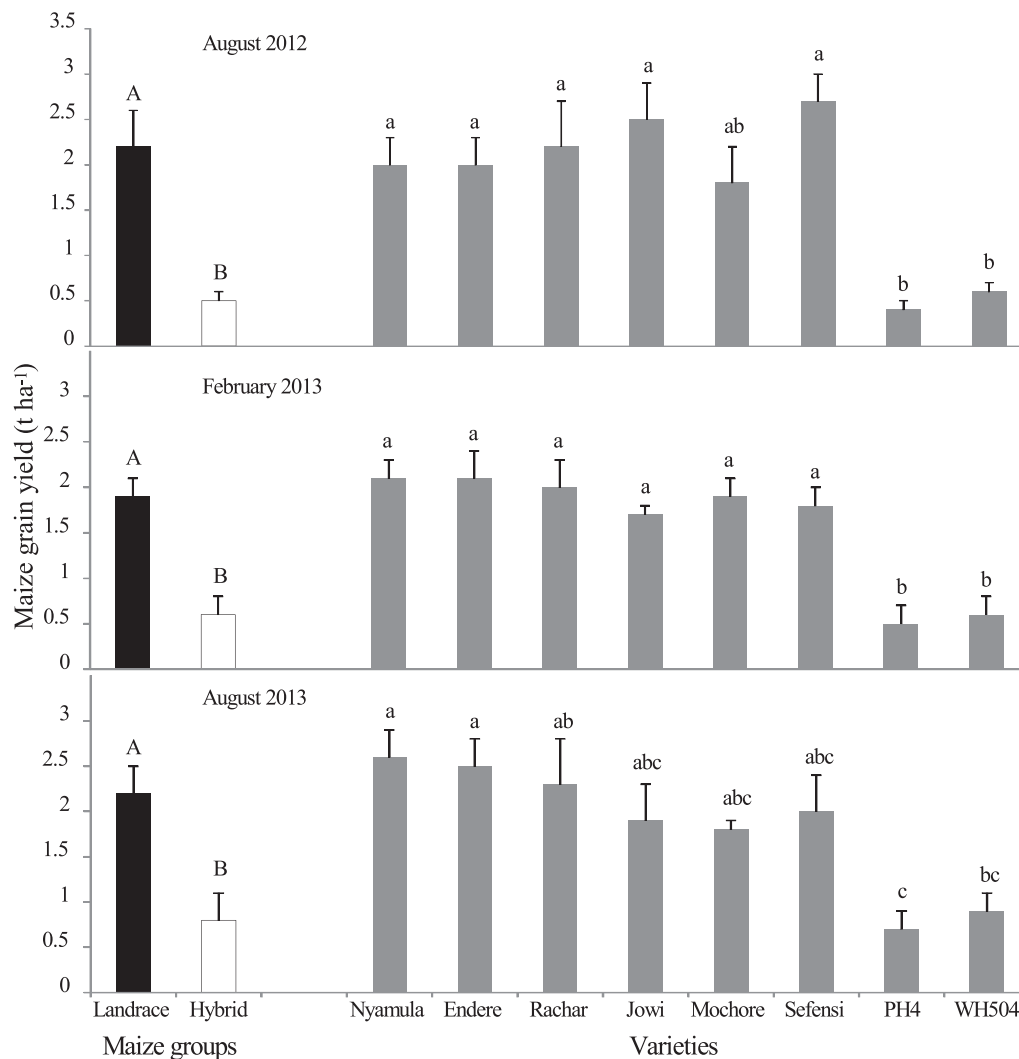 Maize grain yield (t ha⁻¹)
3.5
3
2.5
2
1.5
1
0.5
0
August 2012
A
B
a
a
a
a
ab
a
b
b
3
2.5
2
1.5
1
0.5
0
February 2013
A
B
a
a
a
a
a
a
b
b
3
2.5
2
1.5
1
0.5
0
August 2013
A
B
a
a
ab
abc
abc
abc
c
bc
Landrace Hybrid Nyamula Endere Rachar Jowi Mochore Sefensi PH4 WH504
Maize groups Varieties